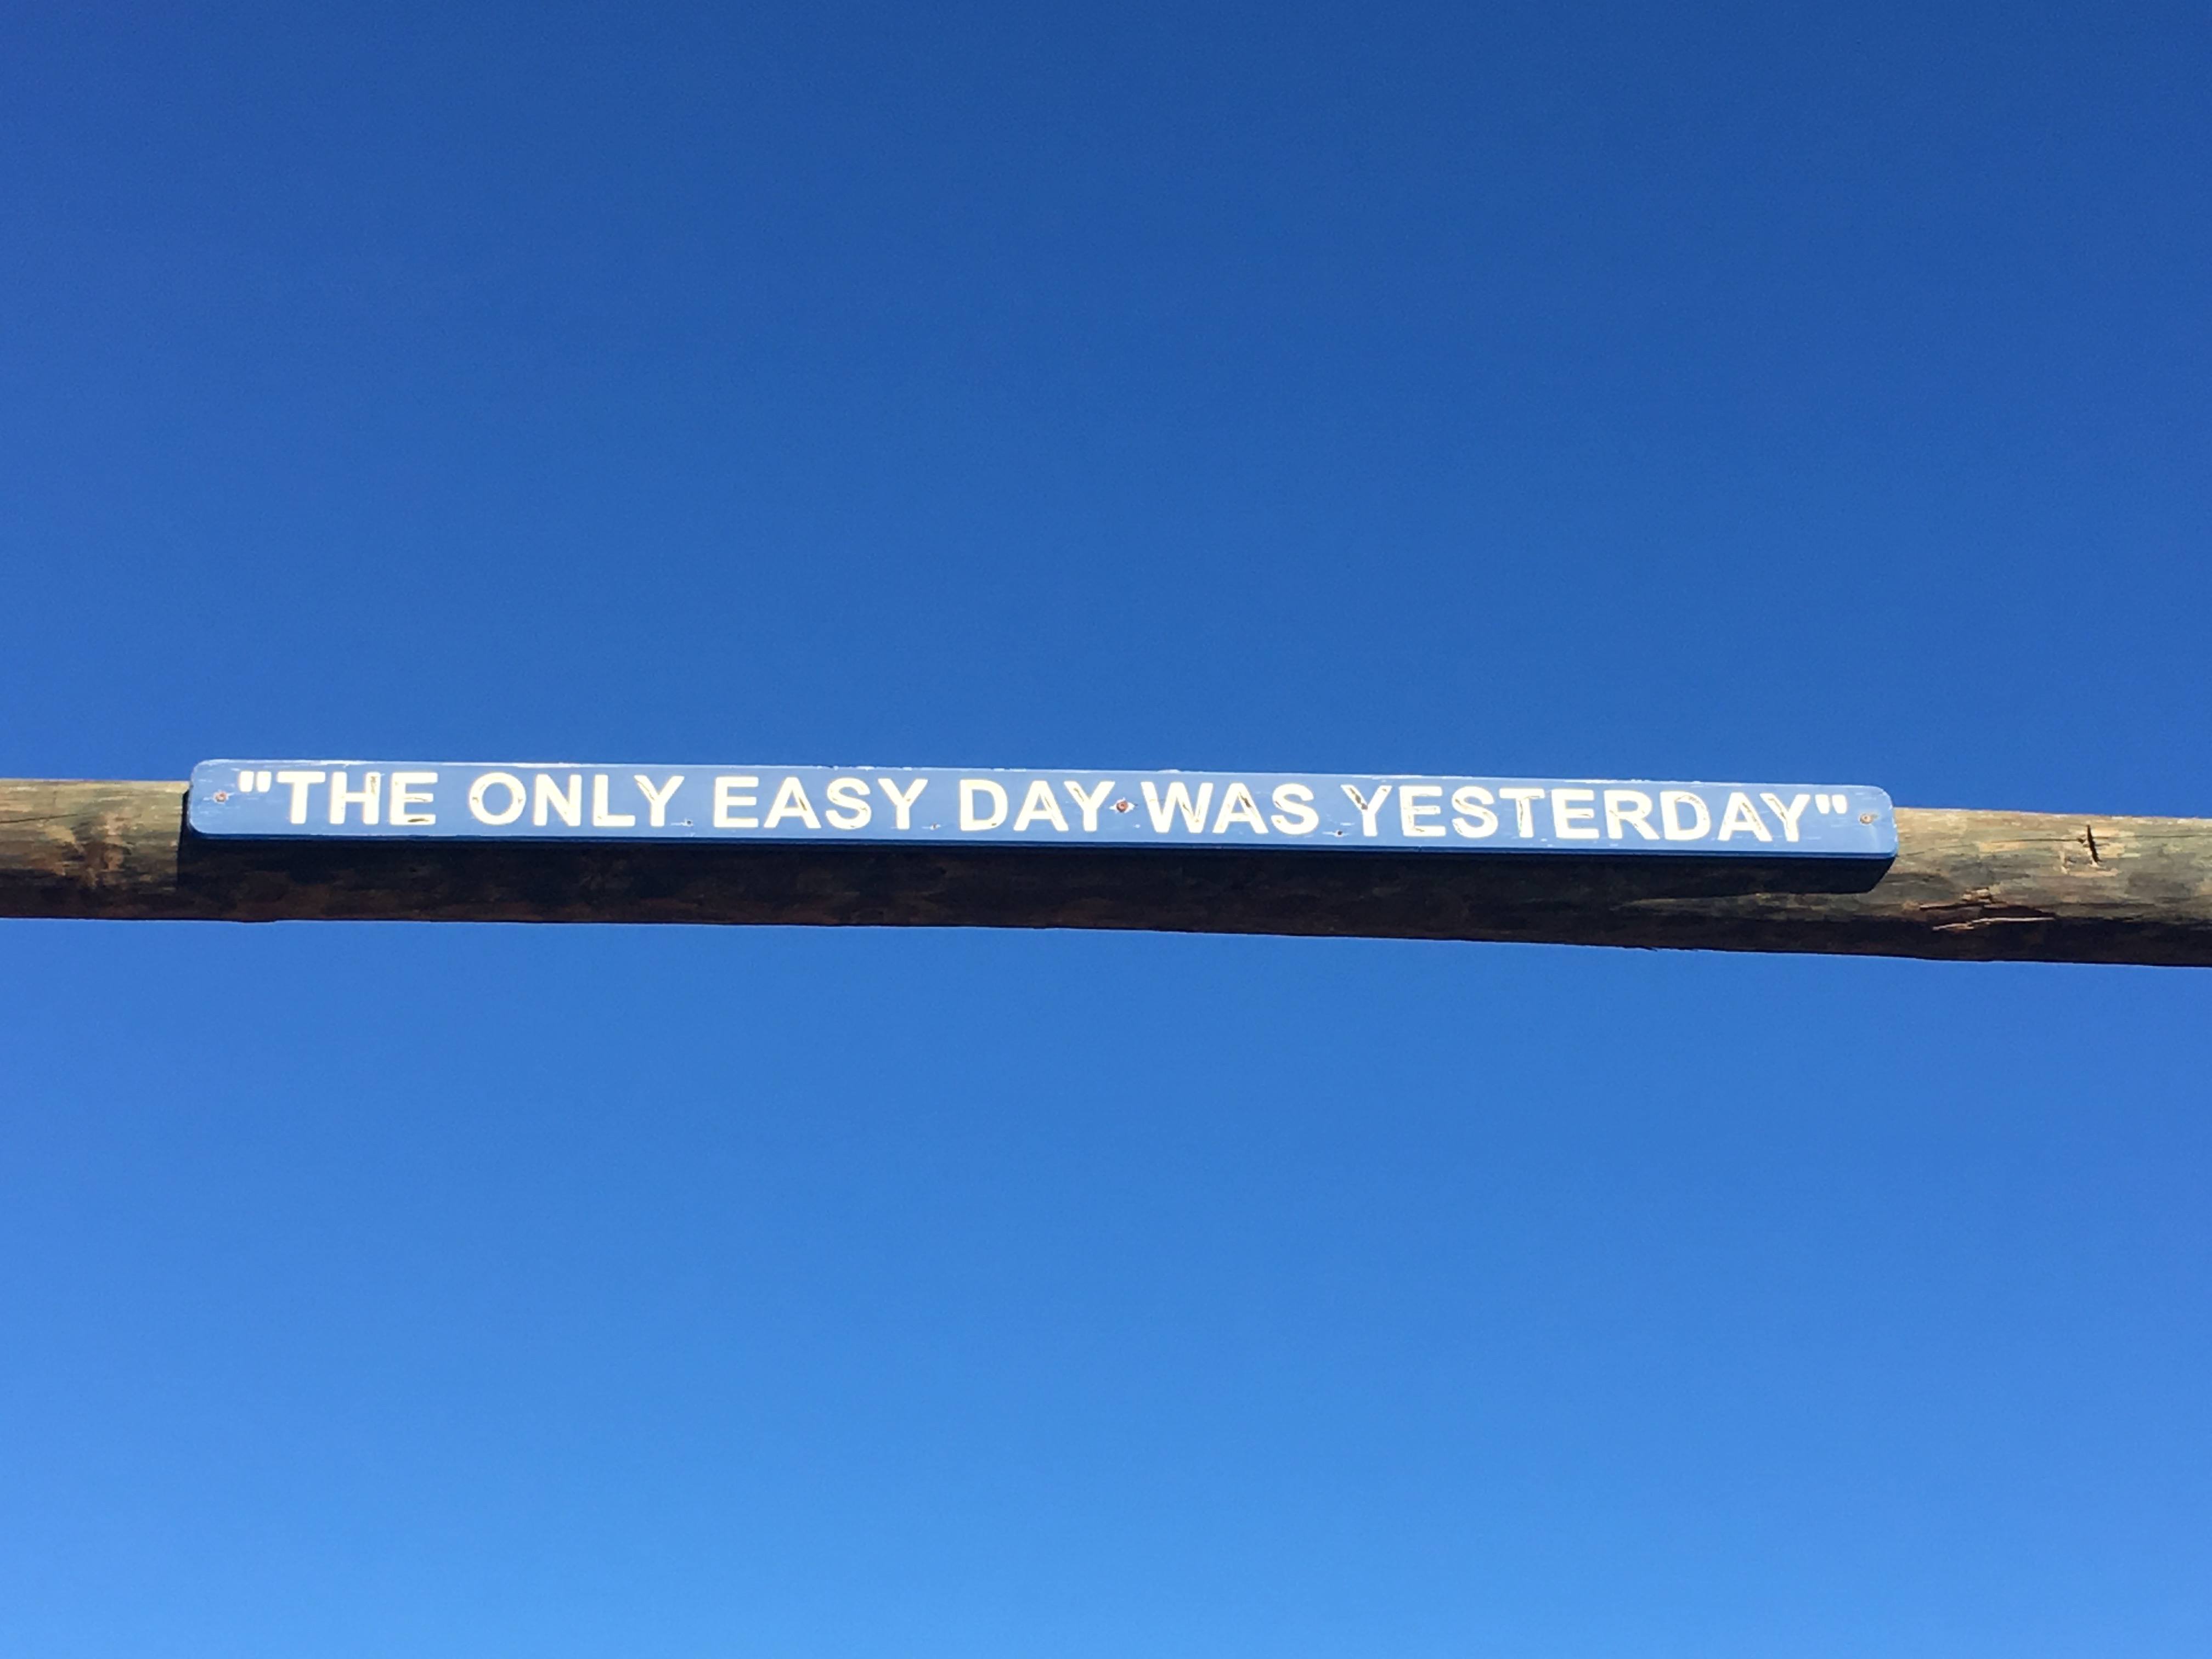 "THE ONLY EASY DAY WAS YESTERDAY"